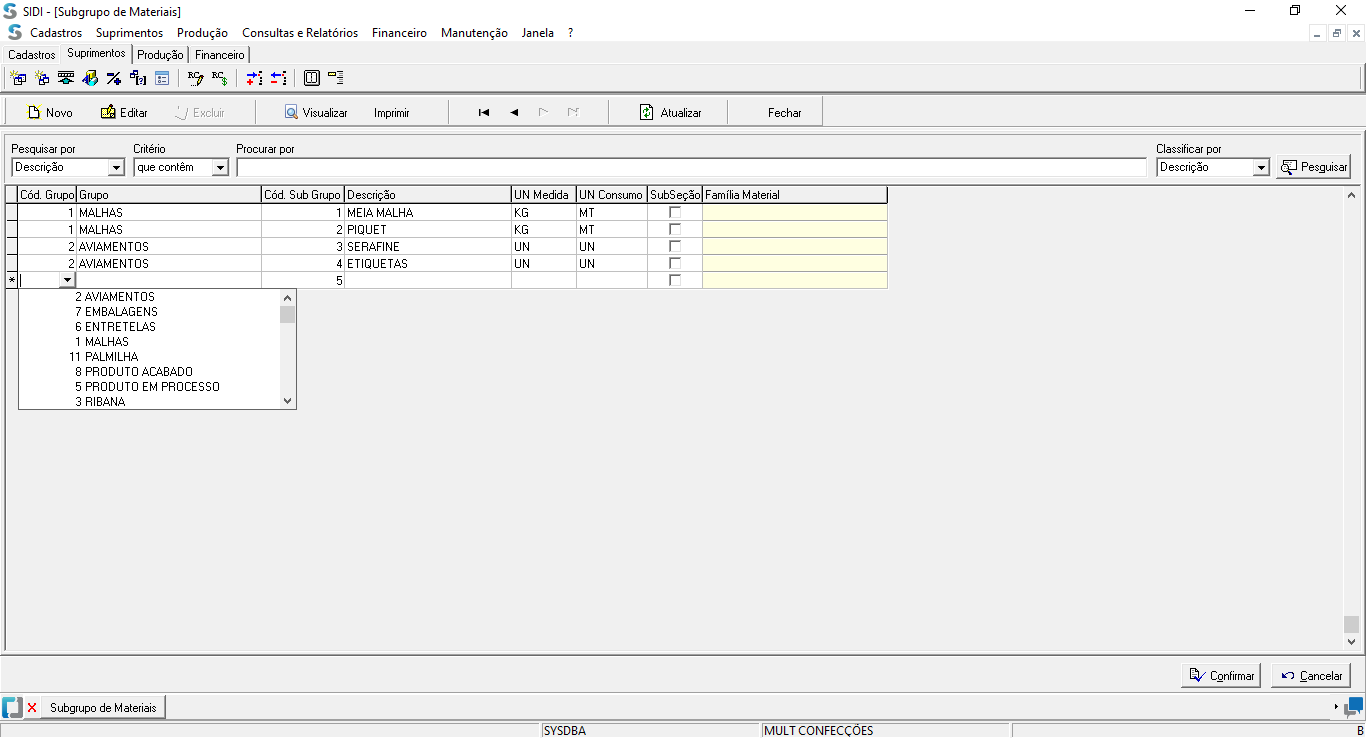 SIDI - [Subgrupo de Materiais]
Cadastros Suprimentos Produção Consultas e Relatórios Financeiro Manutenção Janela ?
Cadastros Suprimentos Produção Financeiro
Novo Editar Excluir Visualizar Imprimir Atualizar Fechar
Pesquisar por Critério Procurar por Classificar por
Descrição que contêm Descrição Pesquisar
Cód. Grupo Grupo Cód. Sub Grupo Descrição UN Medida UN Consumo SubSeção Família Material
1 MALHAS 1 MEIA MALHA KG MT
1 MALHAS 2 PIQUET KG MT
2 AVIAMENTOS 3 SERAFINE UN UN
2 AVIAMENTOS 4 ETIQUETAS UN UN
* 5
2 AVIAMENTOS
7 EMBALAGENS
6 ENTRETELAS
1 MALHAS
11 PALMILHA
8 PRODUTO ACABADO
5 PRODUTO EM PROCESSO
3 RIBANA
Confirmar Cancelar
Subgrupo de Materiais
SYSDBA MULT CONFECÇÕES B